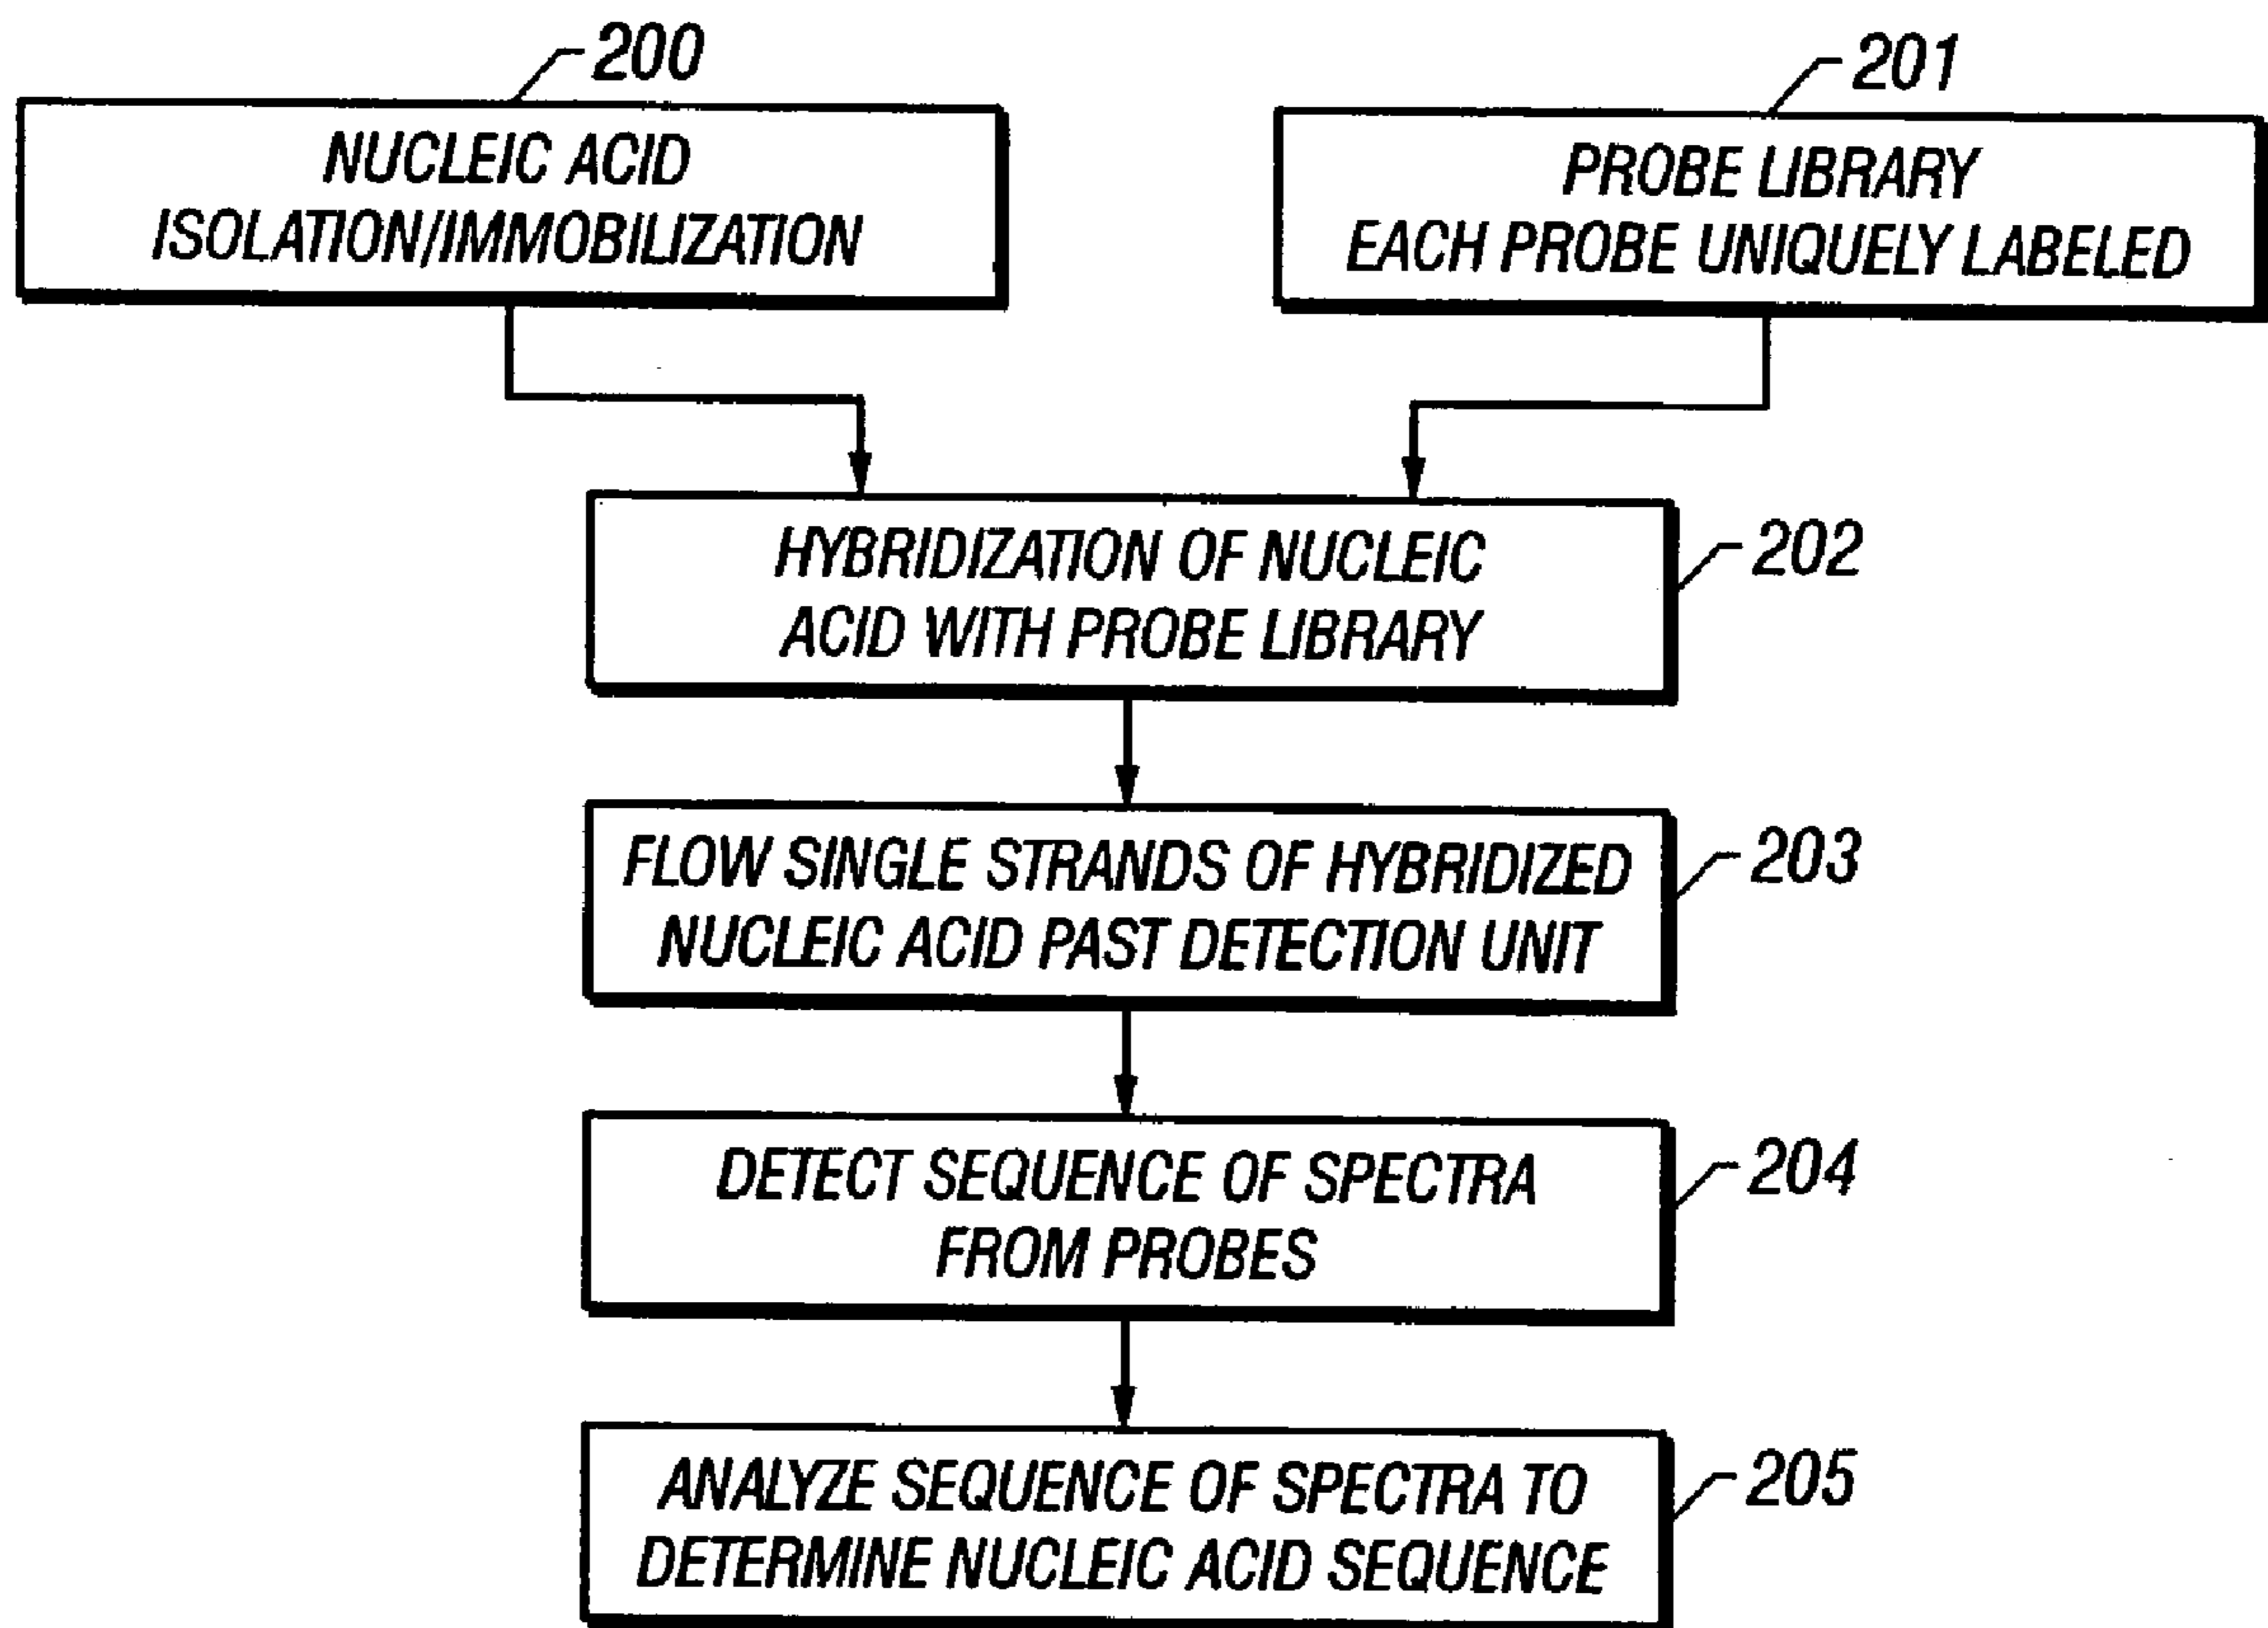 200
NUCLEIC ACID
ISOLATION/IMMOBILIZATION
201
PROBE LIBRARY
EACH PROBE UNIQUELY LABELED
HYBRIDIZATION OF NUCLEIC
ACID WITH PROBE LIBRARY
202
FLOW SINGLE STRANDS OF HYBRIDIZED
NUCLEIC ACID PAST DETECTION UNIT
203
DETECT SEQUENCE OF SPECTRA
FROM PROBES
204
ANALYZE SEQUENCE OF SPECTRA TO
DETERMINE NUCLEIC ACID SEQUENCE
205